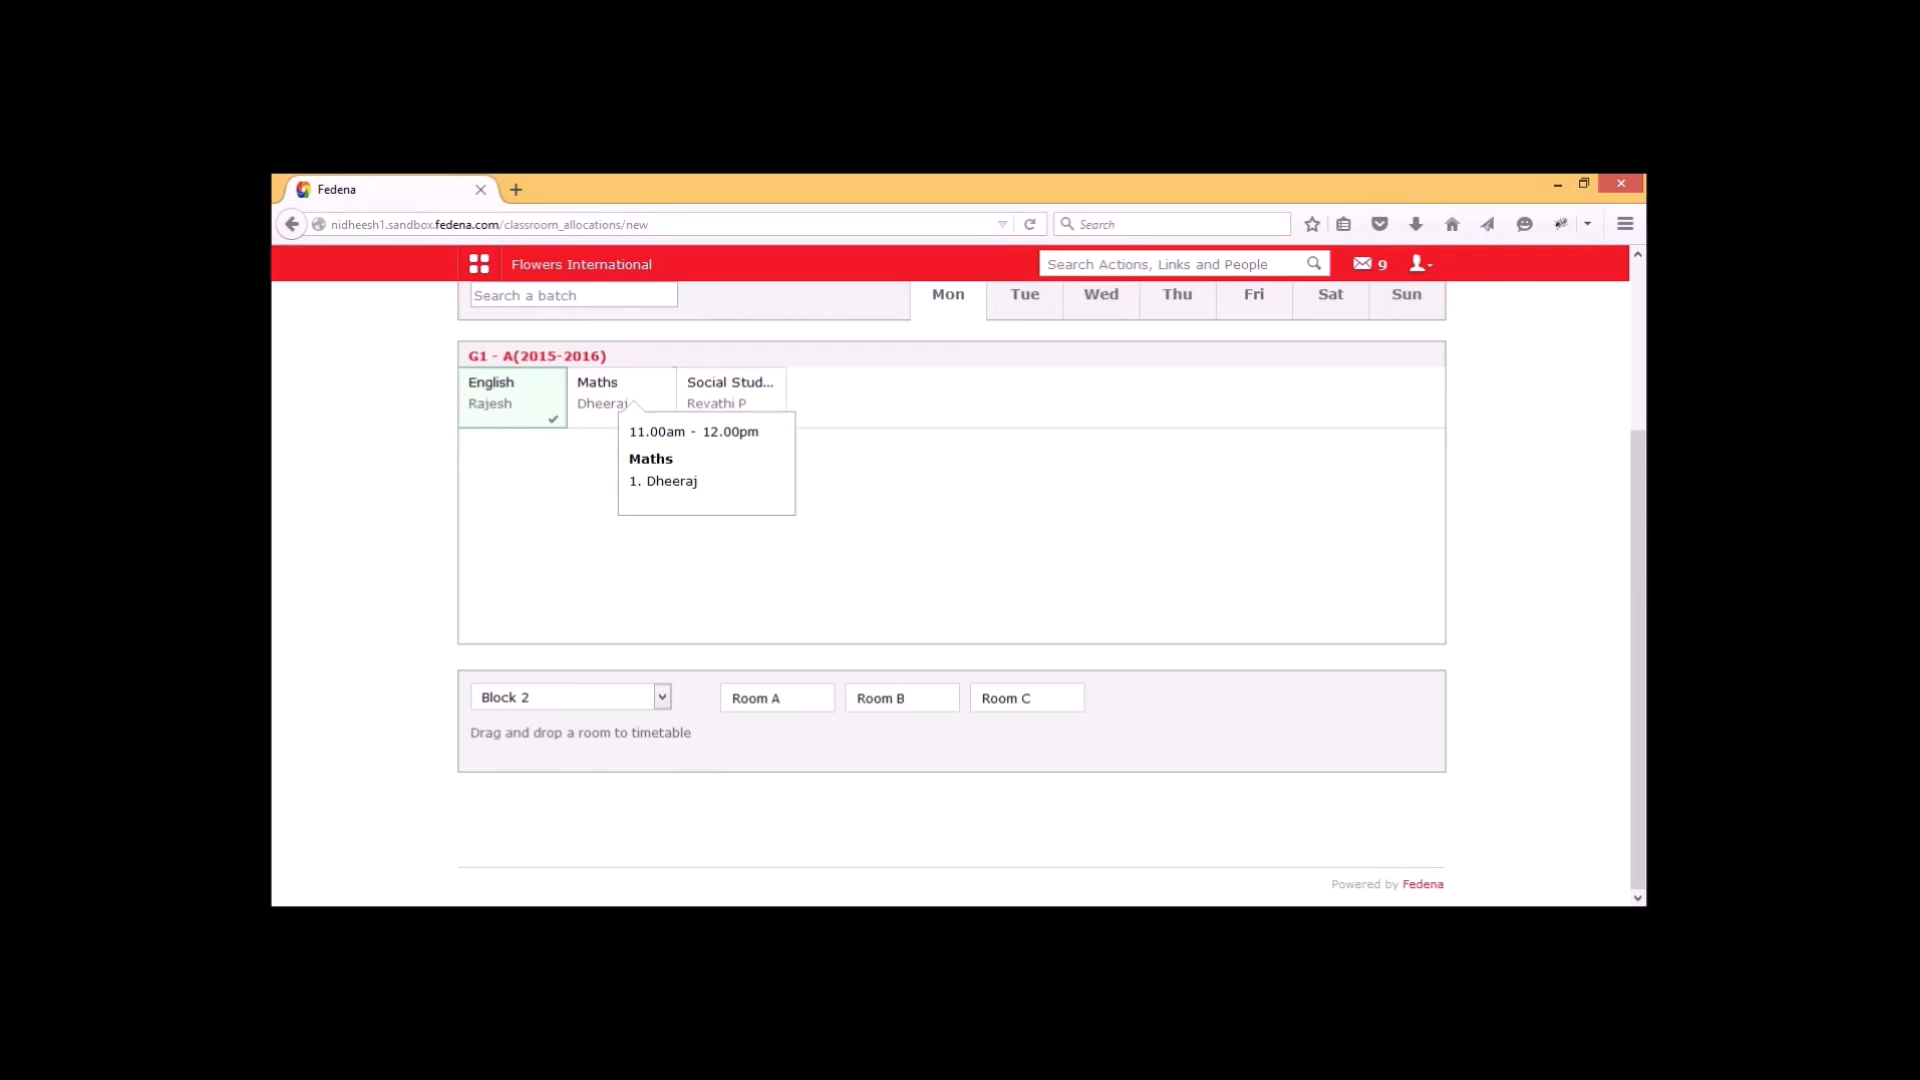 Fedena
nidheesh1.sandbox.fedena.com/classroom_allocations/new
Search
Flowers International
Search Actions, Links and People
9
Search a batch
Mon Tue Wed Thu Fri Sat Sun
G1 - A(2015-2016)
English Maths Social Stud...
Rajesh Dheeraj Revathi P
11.00am - 12.00pm
Maths
1. Dheeraj
Block 2 Room A Room B Room C
Drag and drop a room to timetable
Powered by Fedena